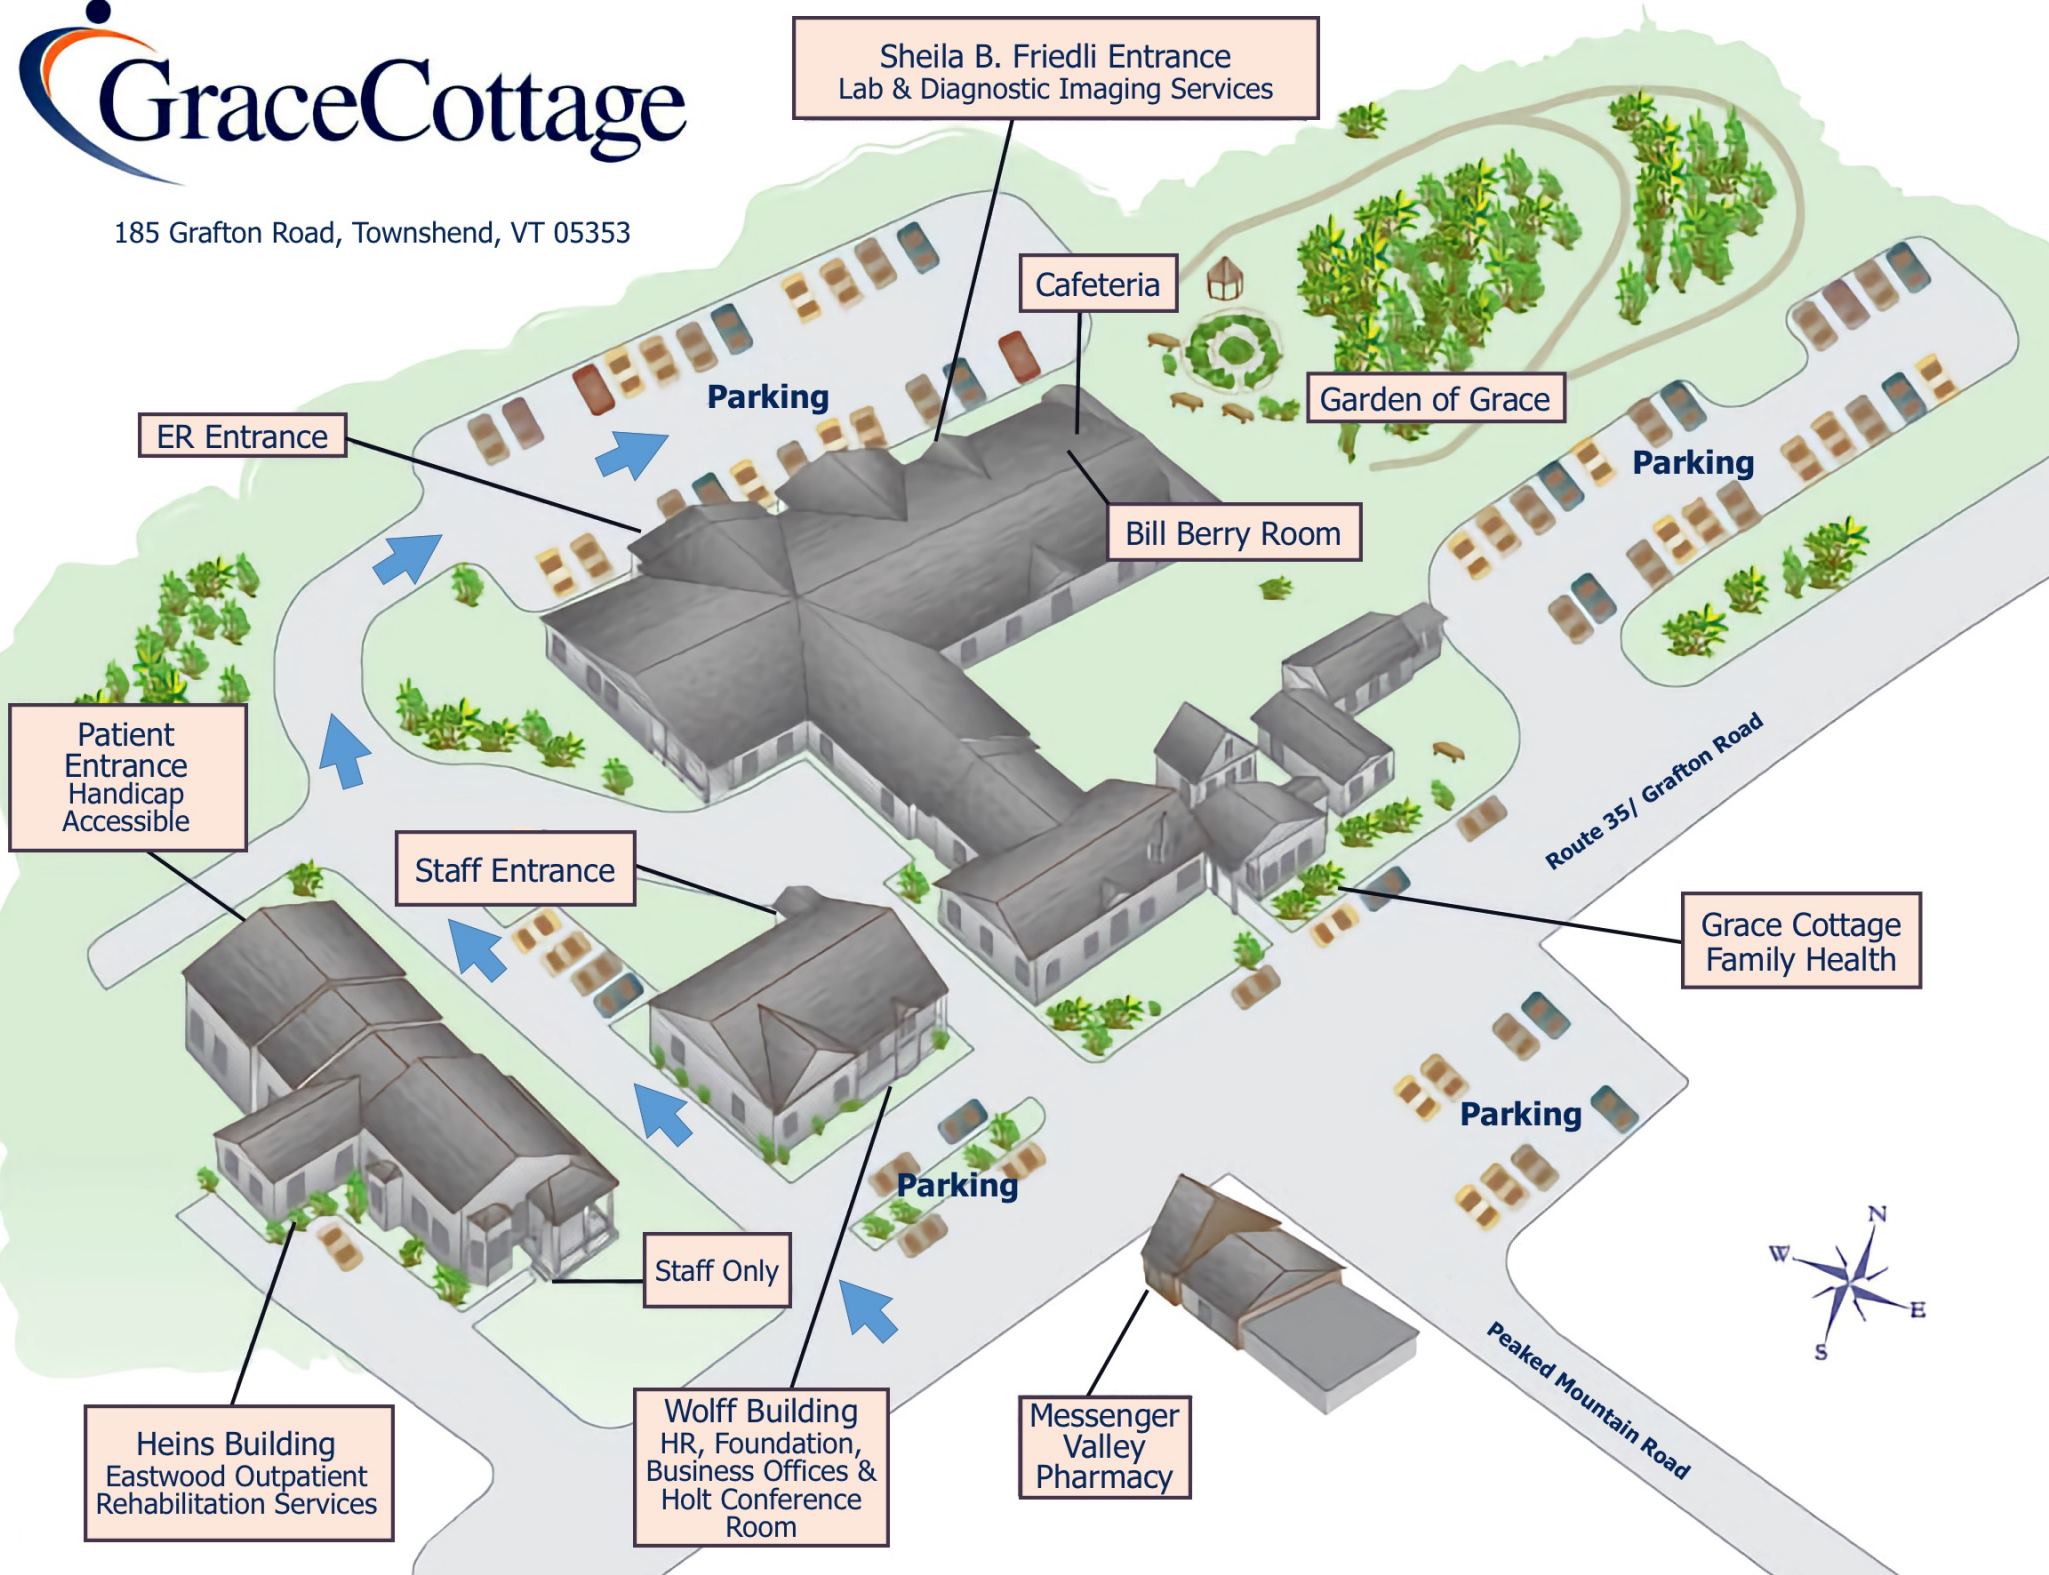 GraceCottage
185 Grafton Road, Townshend, VT 05353
Sheila B. Friedli Entrance
Lab & Diagnostic Imaging Services
Cafeteria
Parking
Garden of Grace
ER Entrance
Parking
Bill Berry Room
Patient
Entrance
Handicap
Accessible
Route 35/ Grafton Road
Staff Entrance
Grace Cottage
Family Health
Parking
Parking
Staff Only
N
W
E
S
Peaked Mountain Road
Heins Building
Eastwood Outpatient
Rehabilitation Services
Wolff Building
HR, Foundation,
Business Offices &
Holt Conference
Room
Messenger
Valley
Pharmacy